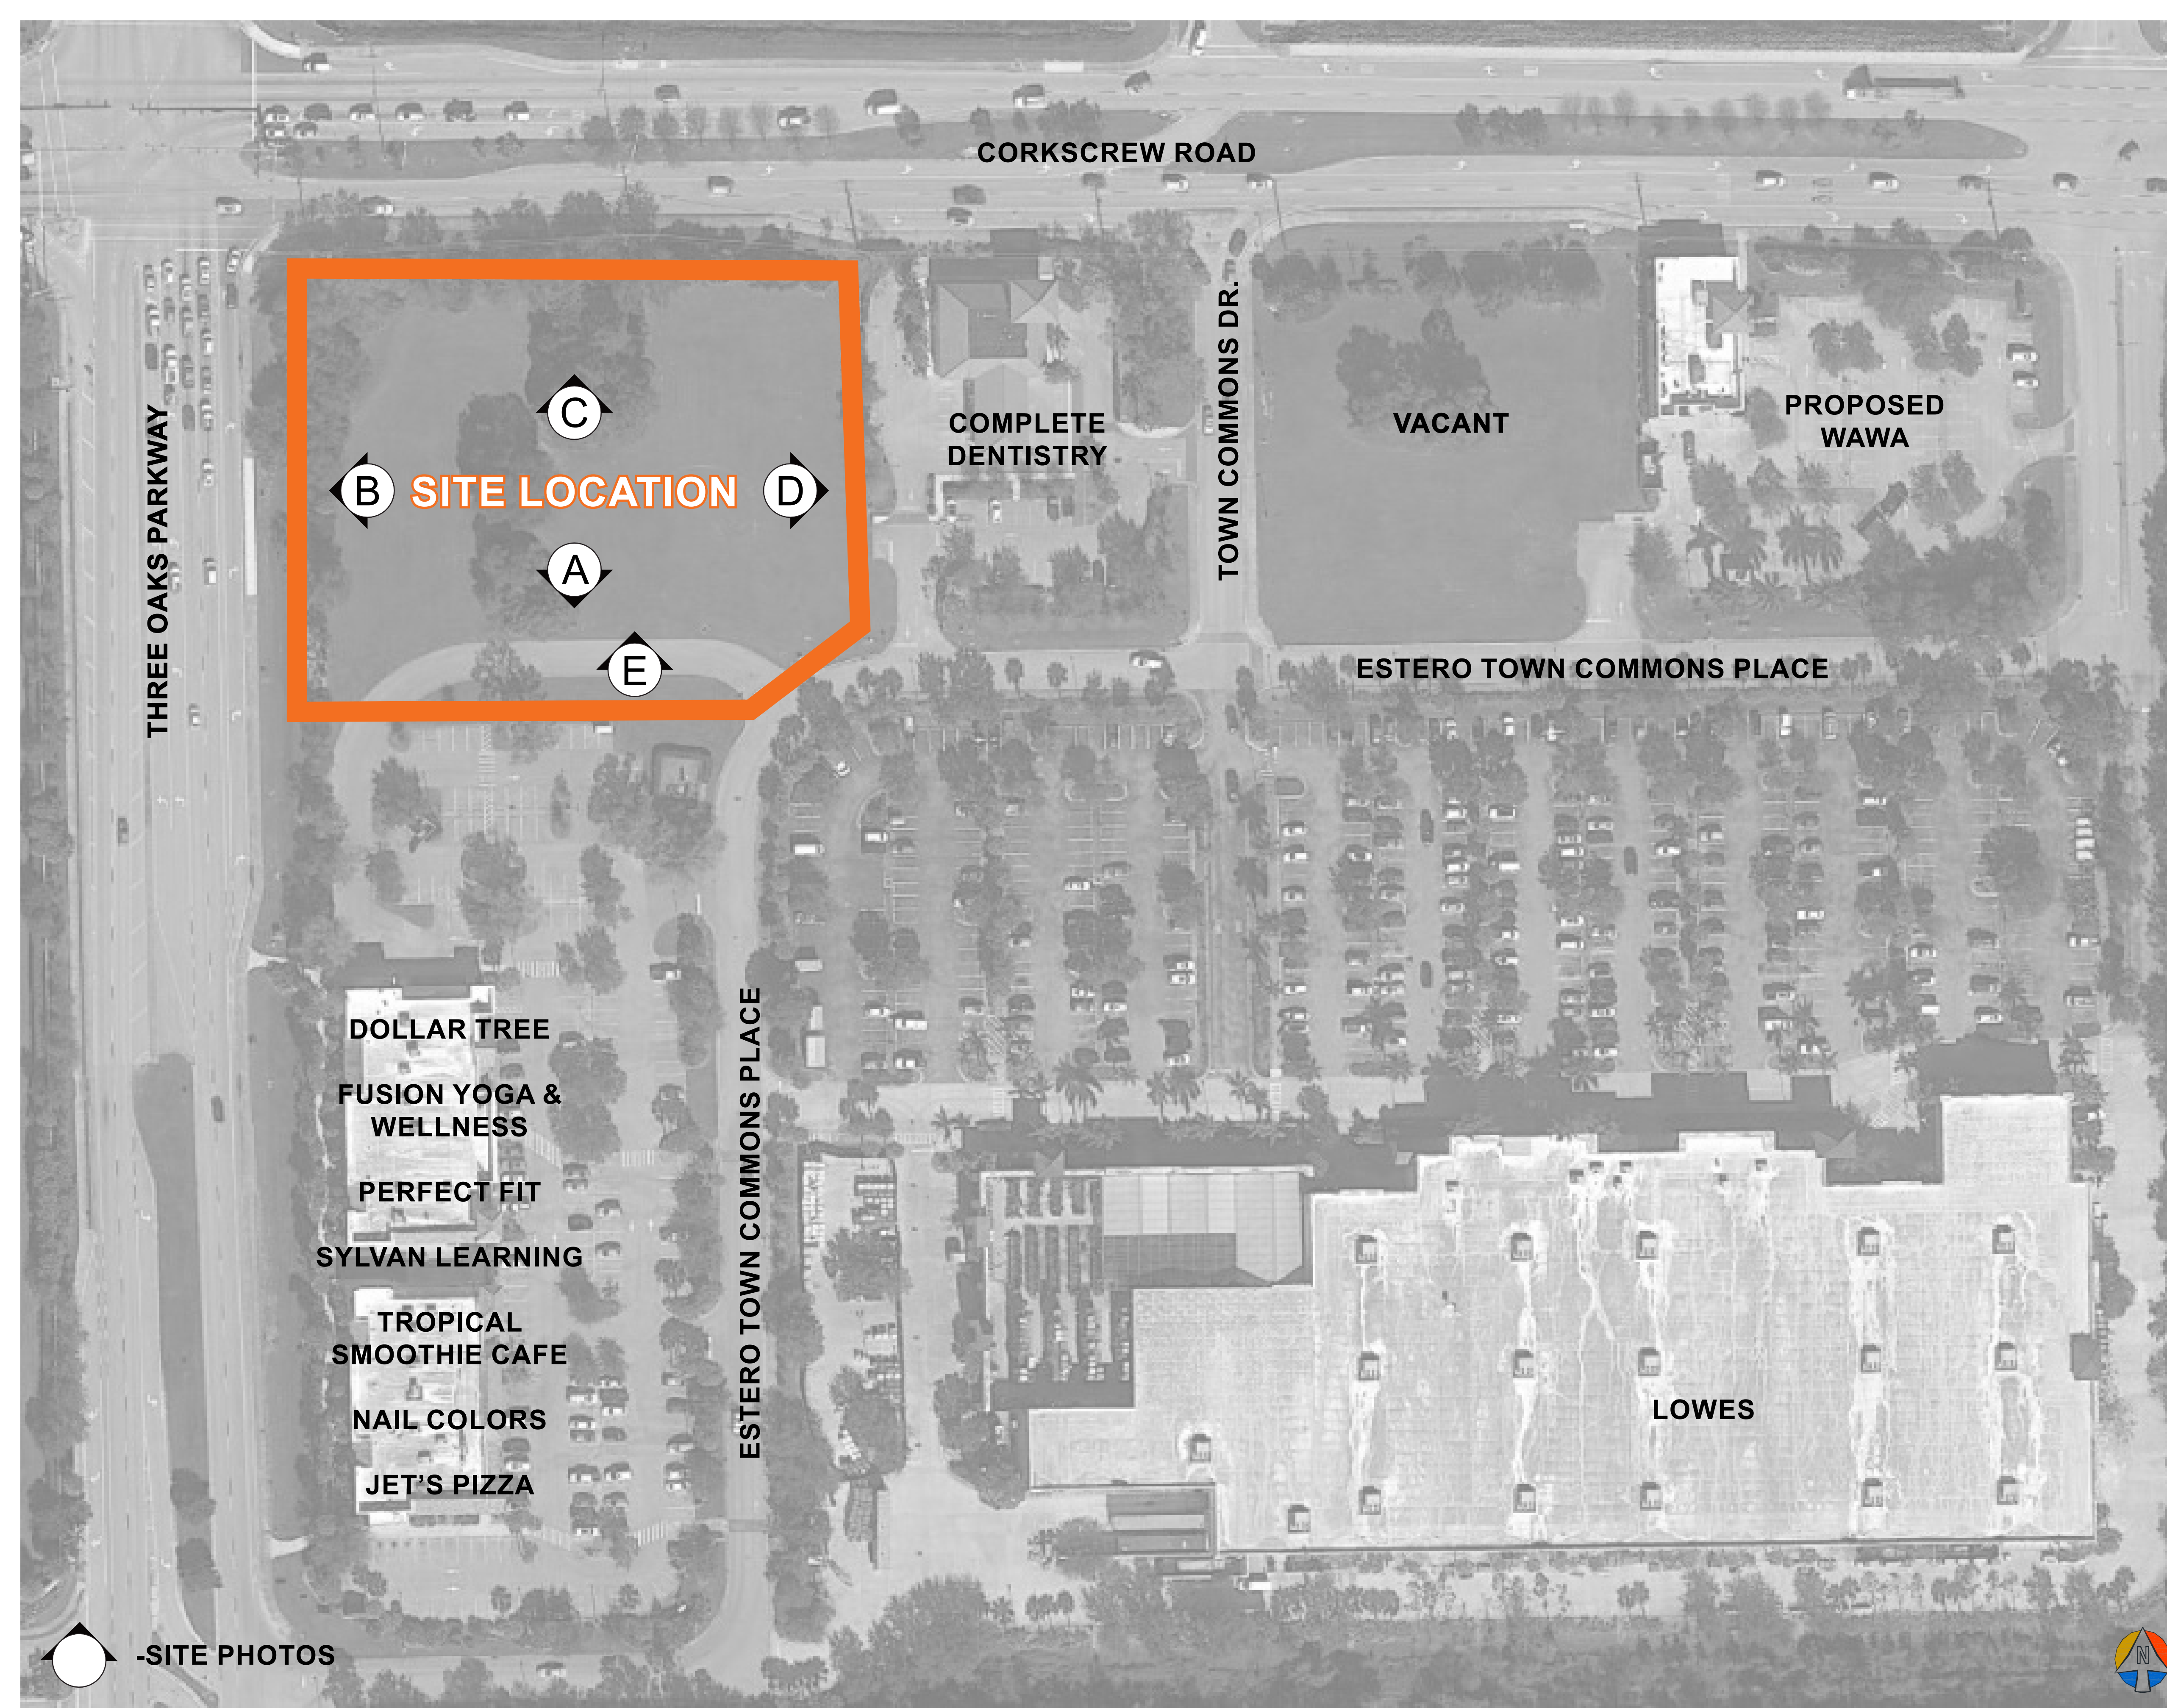 CORKSCREW ROAD
THREE OAKS PARKWAY
C
B
SITE LOCATION
D
A
E
COMPLETE
DENTISTRY
TOWN COMMONS DR.
VACANT
PROPOSED
WAWA
ESTERO TOWN COMMONS PLACE
DOLLAR TREE
FUSION YOGA &
WELLNESS
PERFECT FIT
SYLVAN LEARNING
TROPICAL
SMOOTHIE CAFE
NAIL COLORS
JET’S PIZZA
ESTERO TOWN COMMONS PLACE
LOWES
-SITE PHOTOS
N